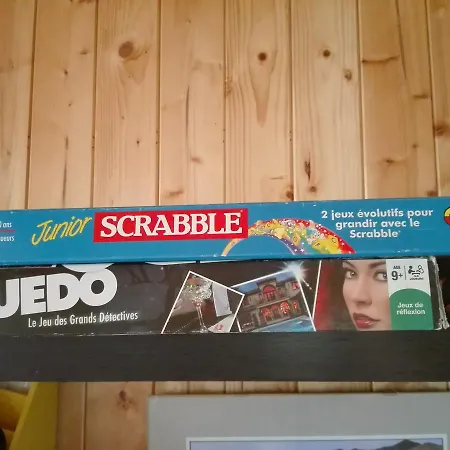 ans
Junior SCRABBLE
2 jeux évolutifs pour
grandir avec le
Scrabble
UEDO
Le Jeu des Grands Détectives
9+
Jeux de
réflexion